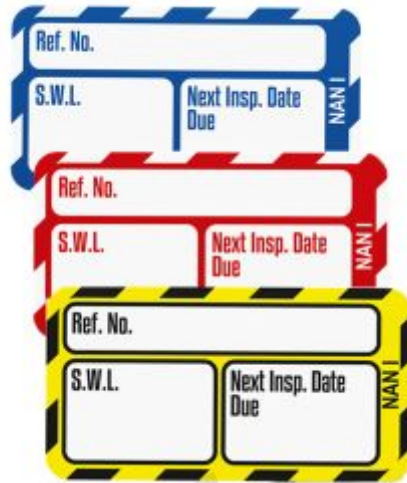 Ref. No.
S.W.L.
Next Insp. Date
Due
NAN I
Ref. No.
S.W.L.
Next Insp. Date
Due
NAN I
Ref. No.
S.W.L.
Next Insp. Date
Due
NAN I